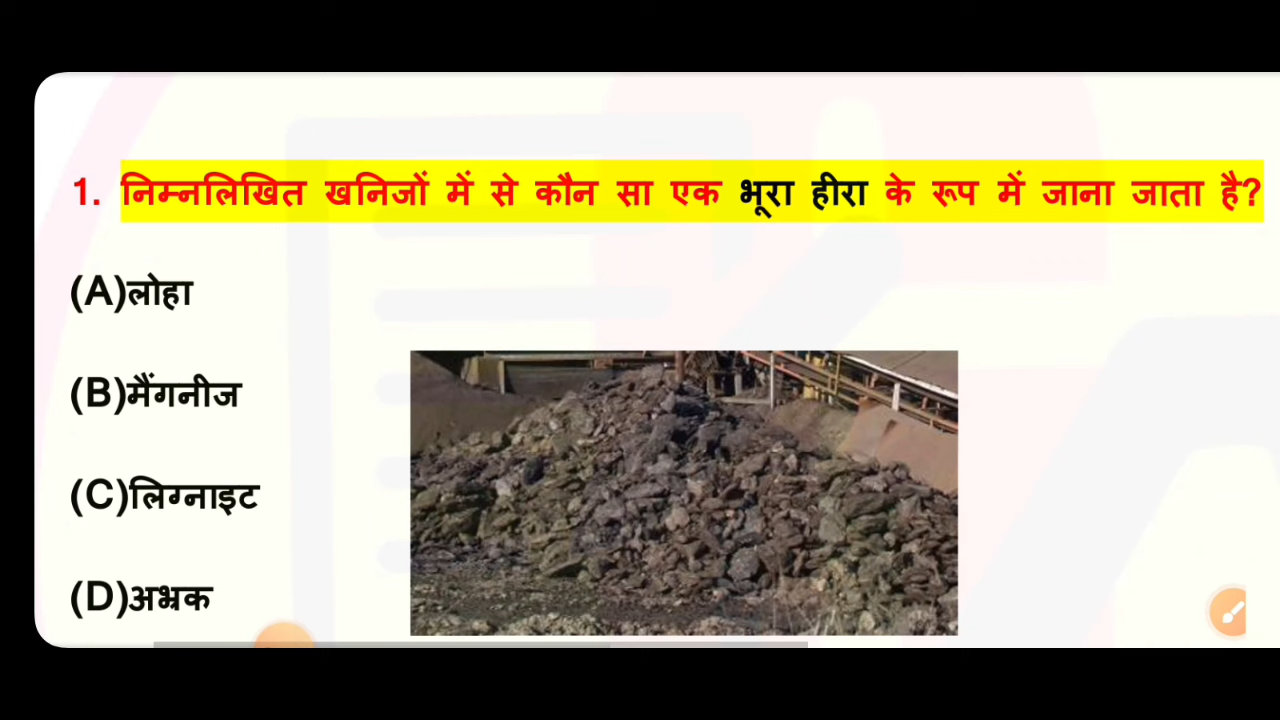 1. निम्नलिखित खनिजों में से कौन सा एक भूरा हीरा के रूप में जाना जाता है?
(A)लोहा
(B)मैंगनीज
(C)लिग्नाइट
(D)अभ्रक